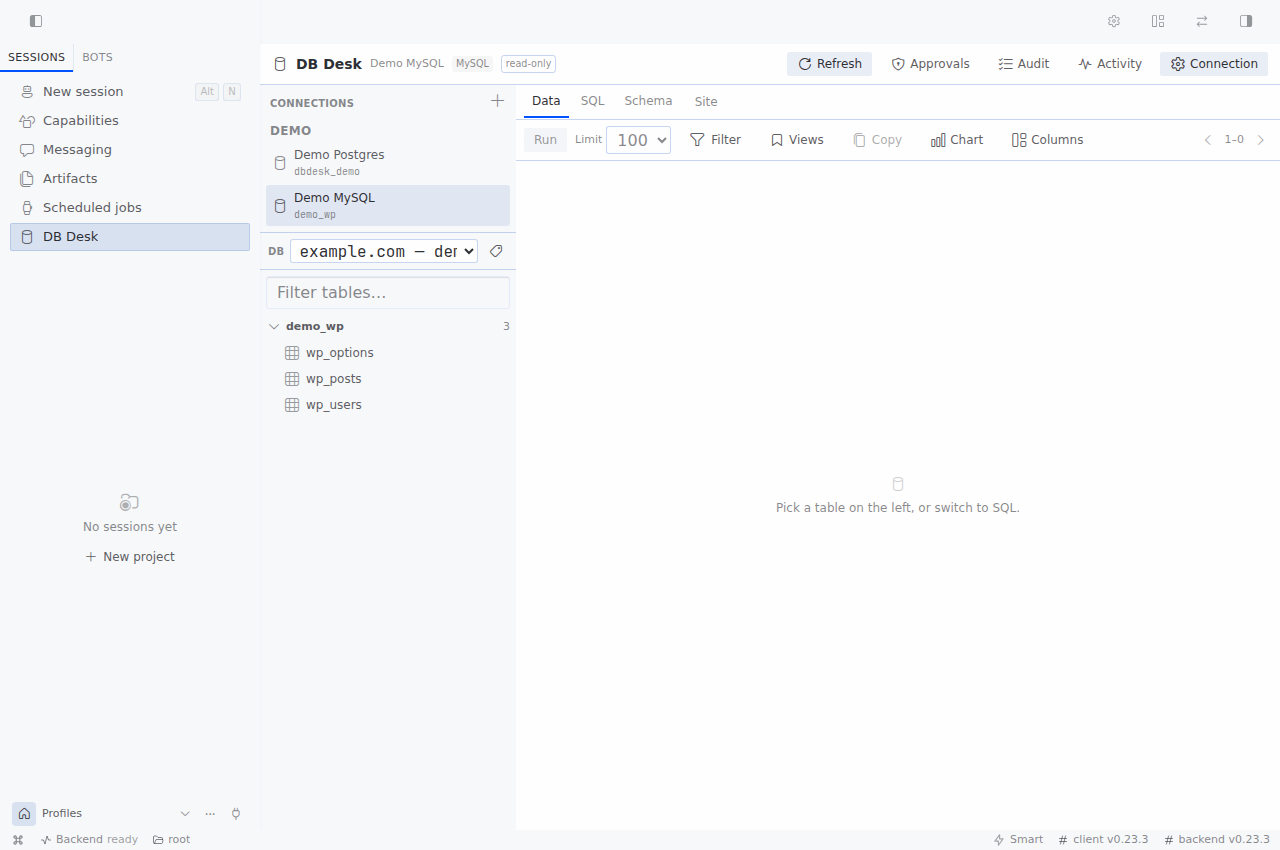 SESSIONS BOTS
New session Alt N
Capabilities
Messaging
Artifacts
Scheduled jobs
DB Desk
No sessions yet
New project
Profiles
DB Desk Demo MySQL MySQL read-only
Refresh Approvals Audit Activity Connection
CONNECTIONS
DEMO
Demo Postgres
dbdesk_demo
Demo MySQL
demo_wp
DB example.com — der
Filter tables...
demo_wp 3
wp_options
wp_posts
wp_users
Data SQL Schema Site
Run Limit 100 Filter Views Copy Chart Columns 1–0
Pick a table on the left, or switch to SQL.
Backend ready root Smart client v0.23.3 backend v0.23.3